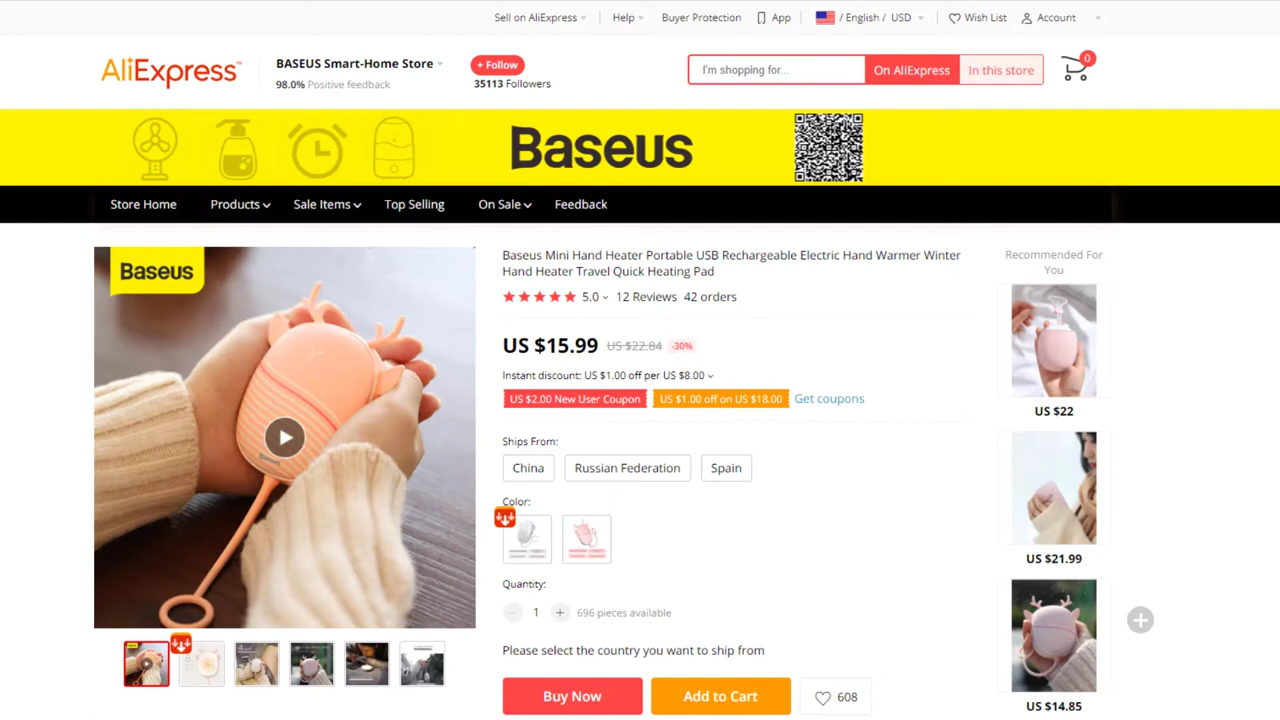 Sell on AliExpress
Help
Buyer Protection
App
/ English / USD
Wish List
Account
AliExpress™
BASEUS Smart-Home Store
98.0% Positive feedback
+ Follow
35113 Followers
I'm shopping for...
On AliExpress
In this store
0
Baseus
Store Home
Products
Sale Items
Top Selling
On Sale
Feedback
Baseus
Baseus
Baseus Mini Hand Heater Portable USB Rechargeable Electric Hand Warmer Winter
Hand Heater Travel Quick Heating Pad
5.0
12 Reviews
42 orders
US $15.99
US $22.84
-30%
Instant discount: US $1.00 off per US $8.00
US $2.00 New User Coupon
US $1.00 off on US $18.00
Get coupons
Ships From:
China
Russian Federation
Spain
Color:
Quantity:
1
+
696 pieces available
Please select the country you want to ship from
Buy Now
Add to Cart
608
Recommended For
You
US $22
US $21.99
US $14.85